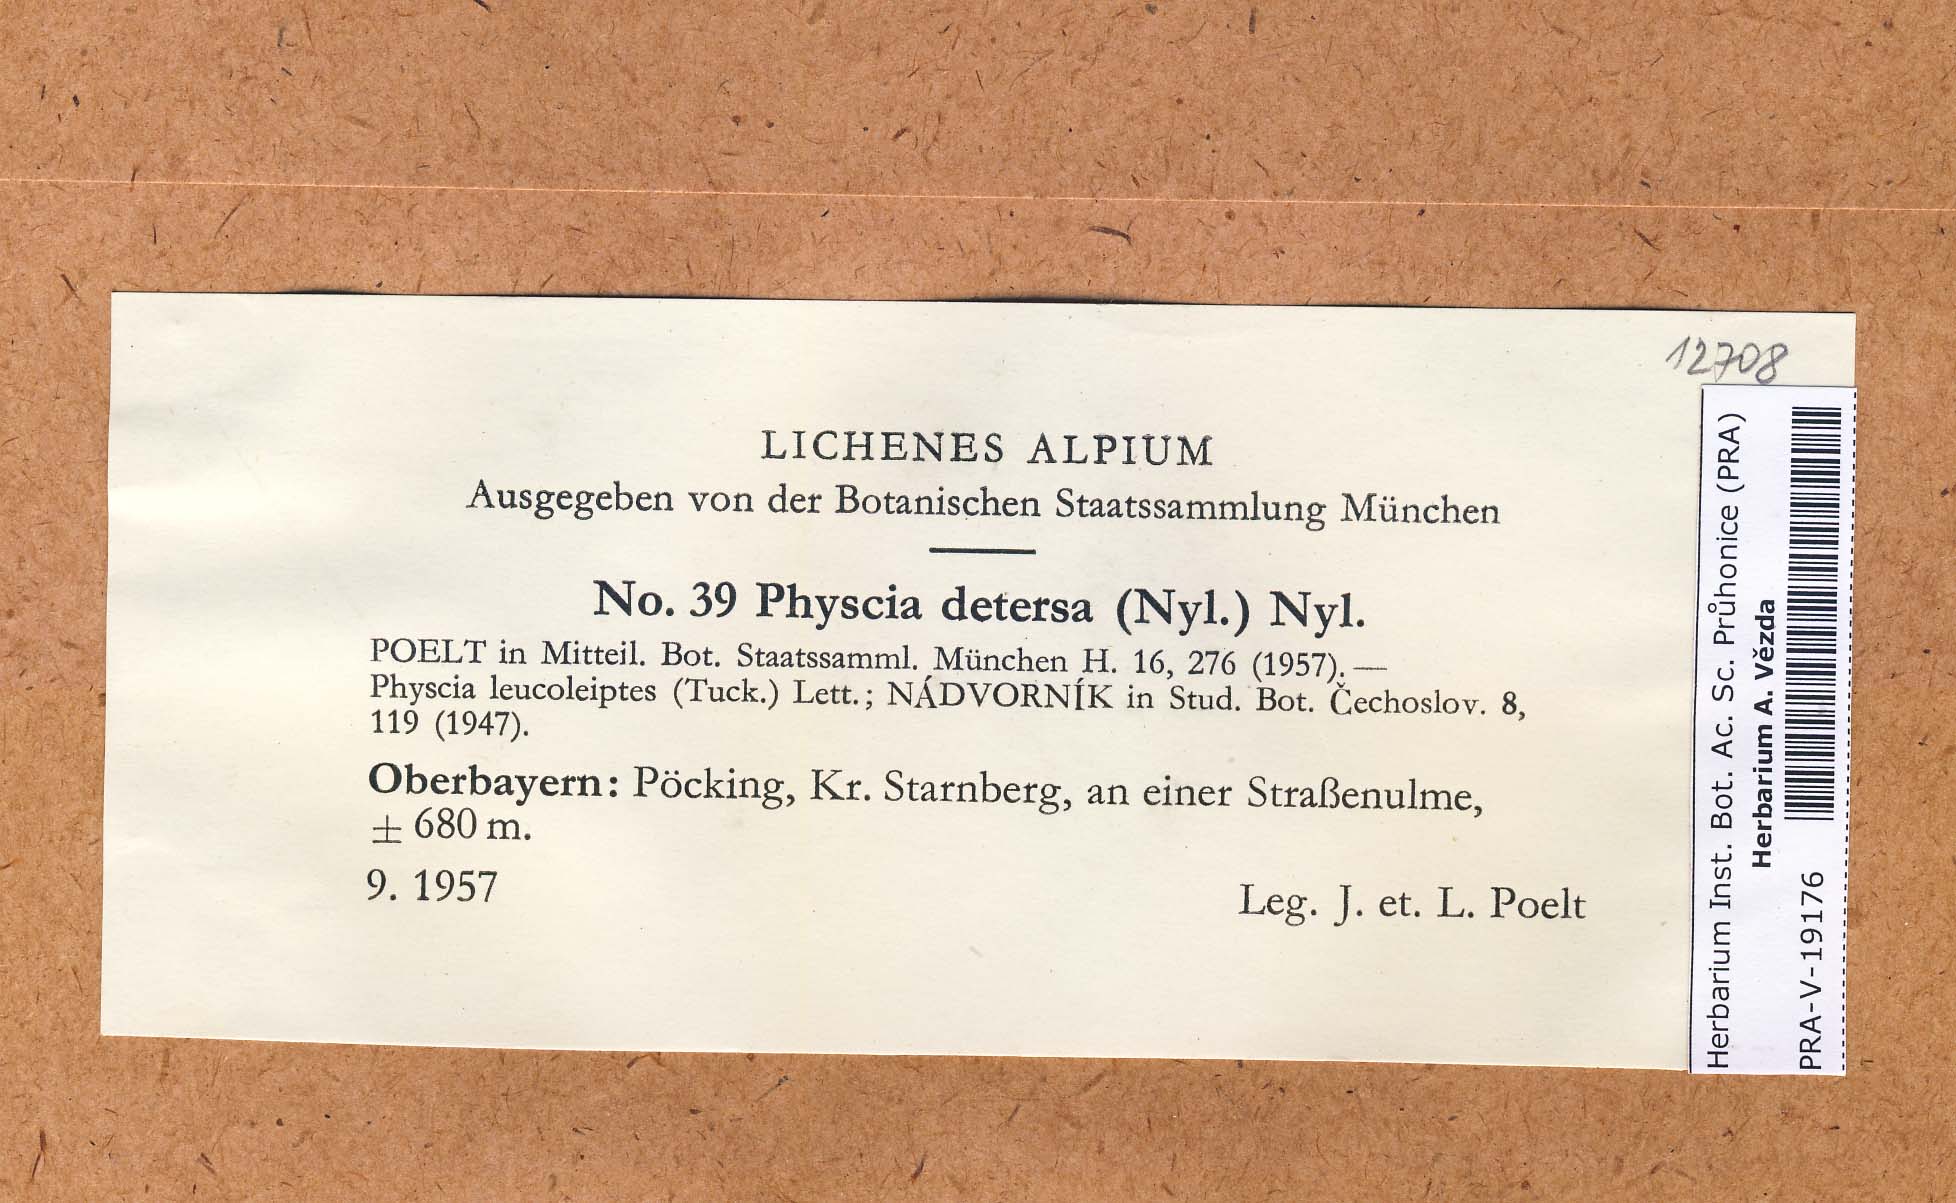 12708
LICHENES ALPIUM
Ausgegeben von der Botanischen Staatssammlung München
No. 39 Physcia detersa (Nyl.) Nyl.
POELT in Mitteil. Bot. Staatssamml. München H. 16, 276 (1957). —
Physcia leucoleiptes (Tuck.) Lett.; NÁDVORNÍK in Stud. Bot. Čechoslov. 8,
119 (1947).
Oberbayern: Pöcking, Kr. Starnberg, an einer Straßenulme,
± 680 m.
9. 1957
Leg. J. et. L. Poelt
Herbarium Inst. Bot. Ac. Sc. Průhonice (PRA)
Herbarium A. Vězda
PRA-V-19176